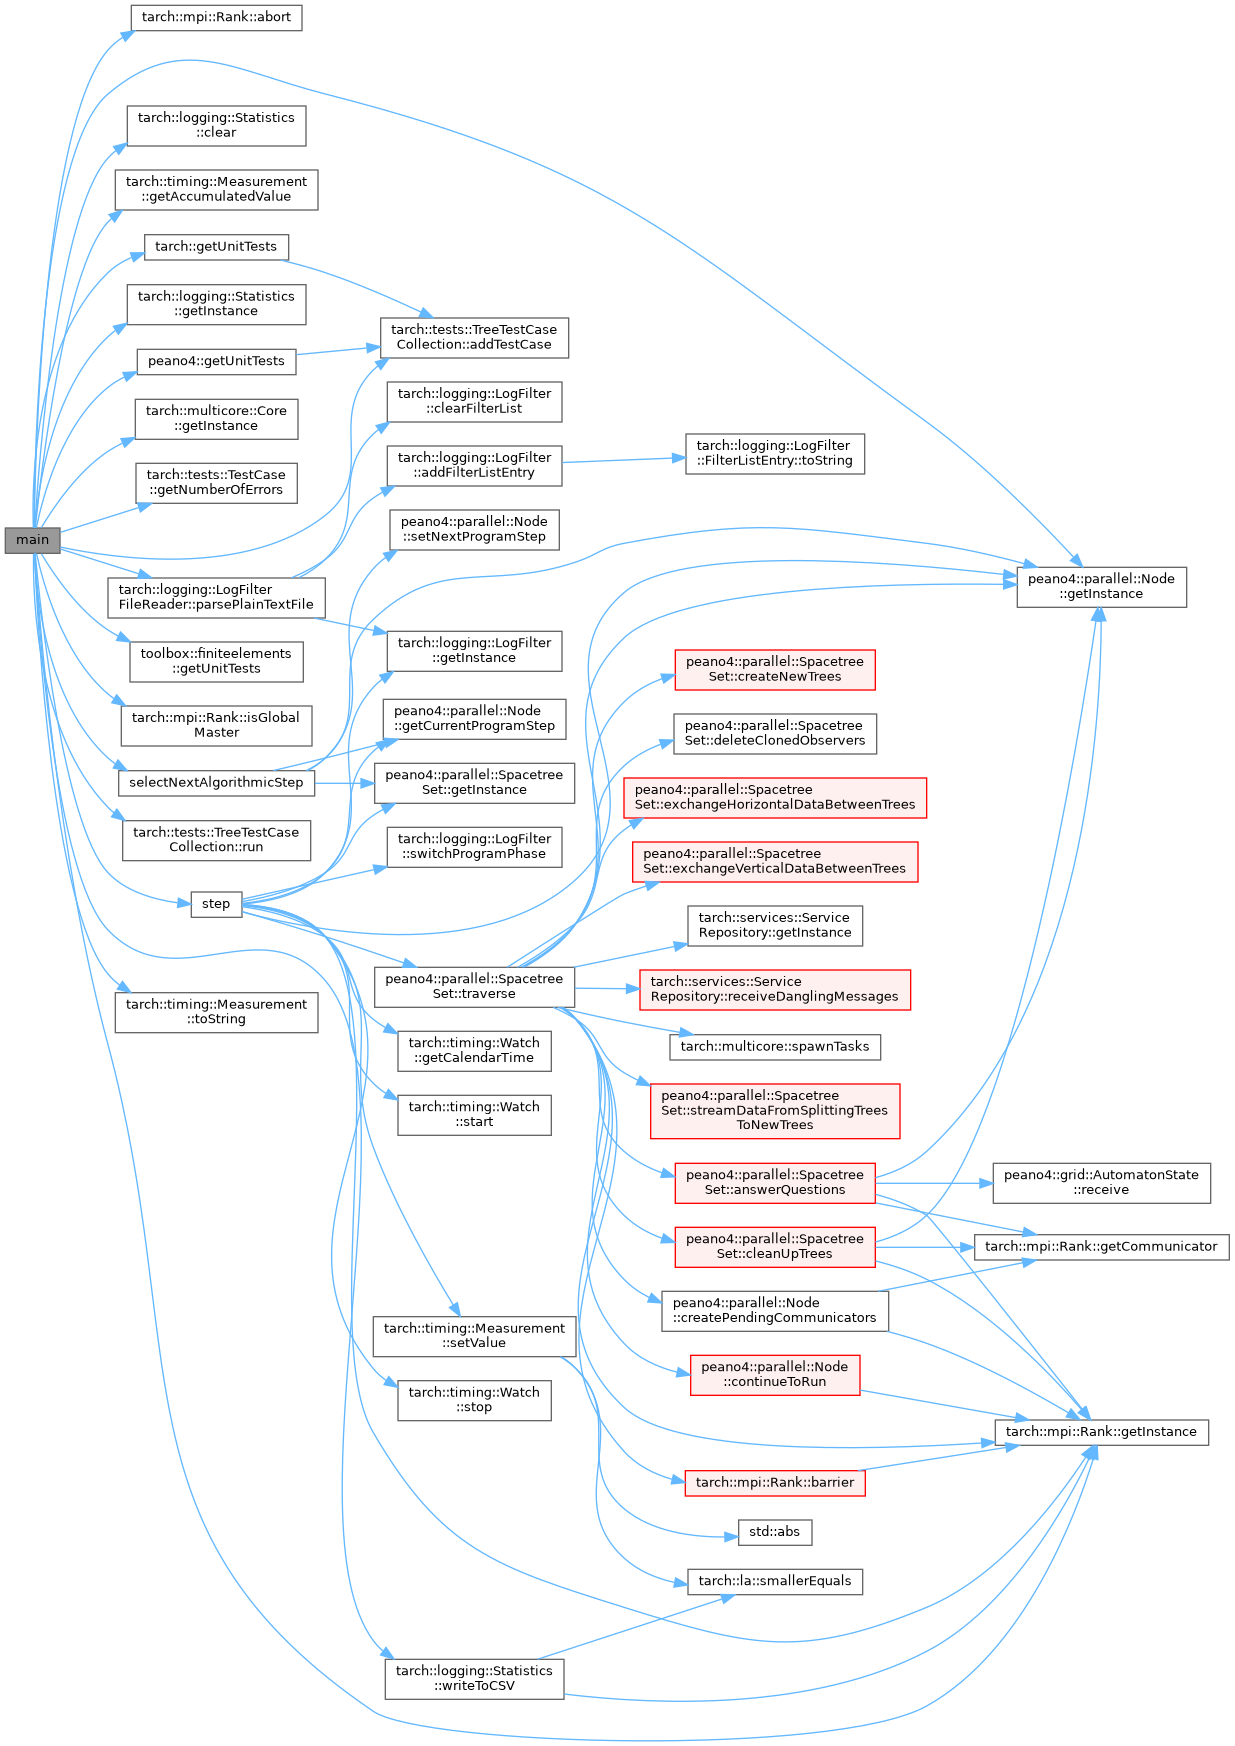 tarch::mpi::Rank::abort
tarch::logging::Statistics
::clear
tarch::timing::Measurement
::getAccumulatedValue
tarch::getUnitTests
tarch::logging::Statistics
::getInstance
peano4::getUnitTests
tarch::multicore::Core
::getInstance
tarch::tests::TestCase
::getNumberOfErrors
main
tarch::logging::LogFilter
FileReader::parsePlainTextFile
toolbox::finiteelements
::getUnitTests
tarch::mpi::Rank::isGlobal
Master
selectNextAlgorithmicStep
tarch::tests::TreeTestCase
Collection::run
step
tarch::timing::Measurement
::toString
tarch::tests::TreeTestCase
Collection::addTestCase
tarch::logging::LogFilter
::clearFilterList
tarch::logging::LogFilter
::addFilterListEntry
peano4::parallel::Node
::setNextProgramStep
tarch::logging::LogFilter
::getInstance
peano4::parallel::Node
::getCurrentProgramStep
peano4::parallel::Spacetree
Set::getInstance
tarch::logging::LogFilter
::switchProgramPhase
peano4::parallel::Spacetree
Set::traverse
tarch::timing::Watch
::getCalendarTime
tarch::timing::Watch
::start
tarch::timing::Measurement
::setValue
tarch::timing::Watch
::stop
tarch::logging::Statistics
::writeToCSV
tarch::logging::LogFilter
::FilterListEntry::toString
peano4::parallel::Spacetree
Set::createNewTrees
peano4::parallel::Spacetree
Set::deleteClonedObservers
peano4::parallel::Spacetree
Set::exchangeHorizontalDataBetweenTrees
peano4::parallel::Spacetree
Set::exchangeVerticalDataBetweenTrees
tarch::services::Service
Repository::getInstance
tarch::services::Service
Repository::receiveDanglingMessages
tarch::multicore::spawnTasks
peano4::parallel::Spacetree
Set::streamDataFromSplittingTrees
ToNewTrees
peano4::parallel::Spacetree
Set::answerQuestions
peano4::parallel::Spacetree
Set::cleanUpTrees
peano4::parallel::Node
::createPendingCommunicators
peano4::parallel::Node
::continueToRun
tarch::mpi::Rank::barrier
std::abs
tarch::la::smallerEquals
peano4::parallel::Node
::getInstance
peano4::grid::AutomatonState
::receive
tarch::mpi::Rank::getCommunicator
tarch::mpi::Rank::getInstance